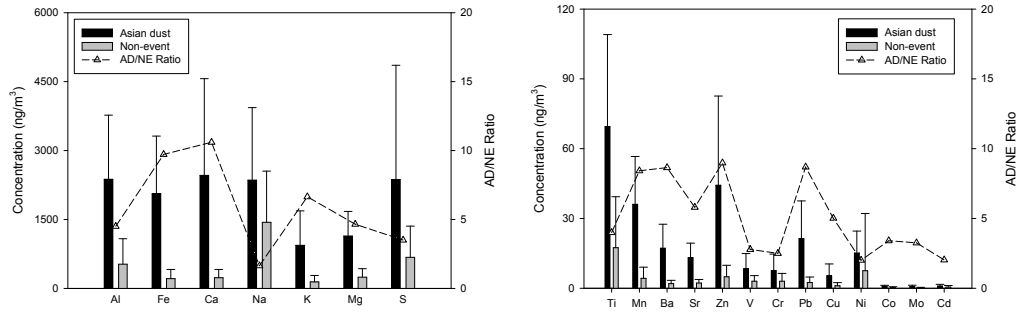 6000
4500
3000
1500
0
Concentration (ng/m³)
Asian dust
Non-event
AD/NE Ratio
20
15
10
5
0
AD/NE Ratio
Al Fe Ca Na K Mg S
120
90
60
30
0
Concentration (ng/m³)
Asian dust
Non-event
AD/NE Ratio
20
15
10
5
0
AD/NE Ratio
Ti Mn Ba Sr Zn V Cr Pb Cu Ni Co Mo Cd